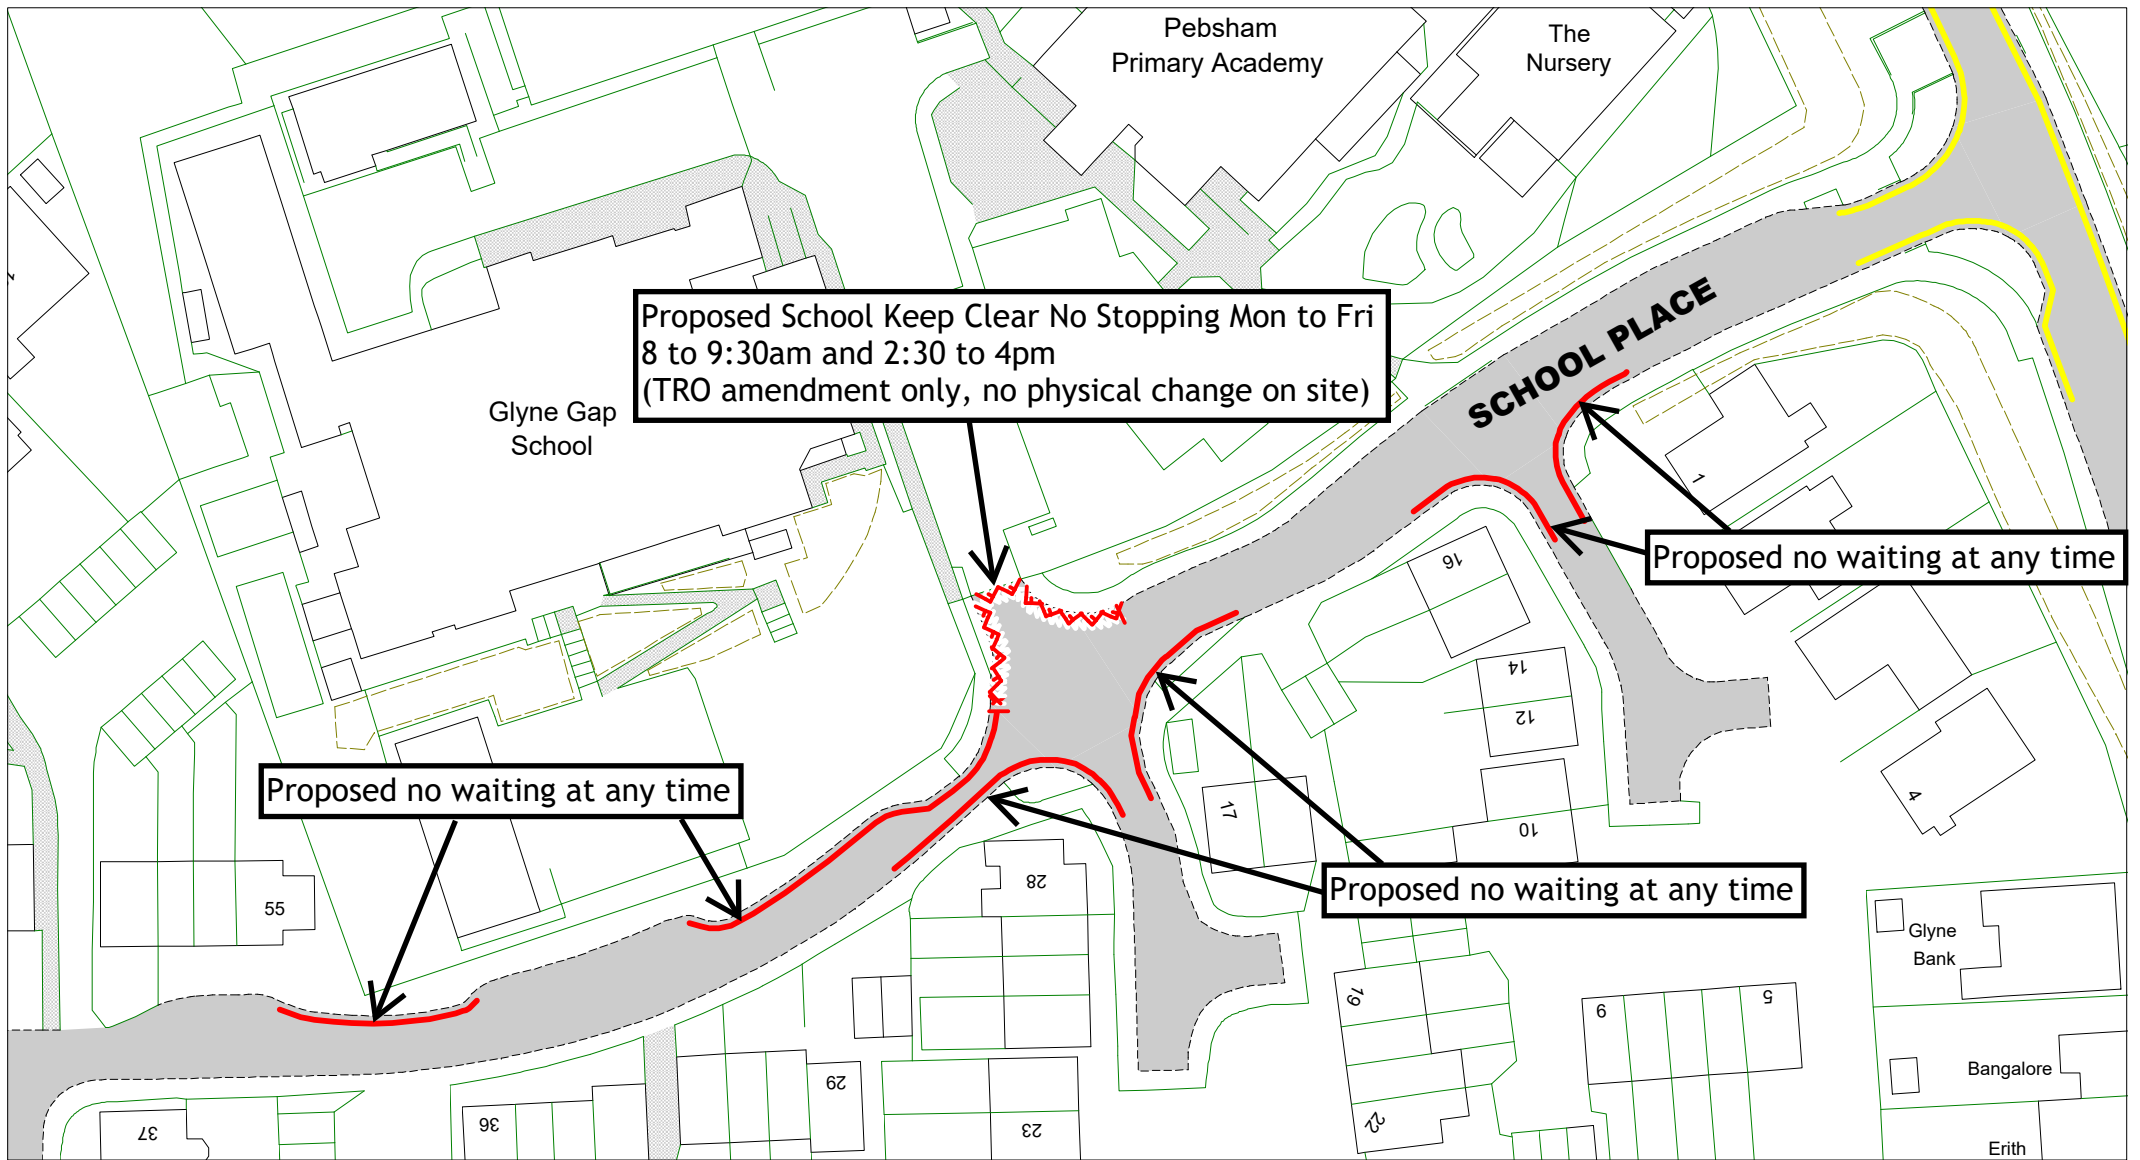 Pebsham
Primary Academy
The
Nursery
Proposed School Keep Clear No Stopping Mon to Fri
8 to 9:30am and 2:30 to 4pm
(TRO amendment only, no physical change on site)
SCHOOL PLACE
Glyne Gap
School
1
Proposed no waiting at any time
16
14
12
10
4
17
Proposed no waiting at any time
Proposed no waiting at any time
28
55
Glyne
Bank
19
9
5
Bangalore
29
36
37
23
22
Erith